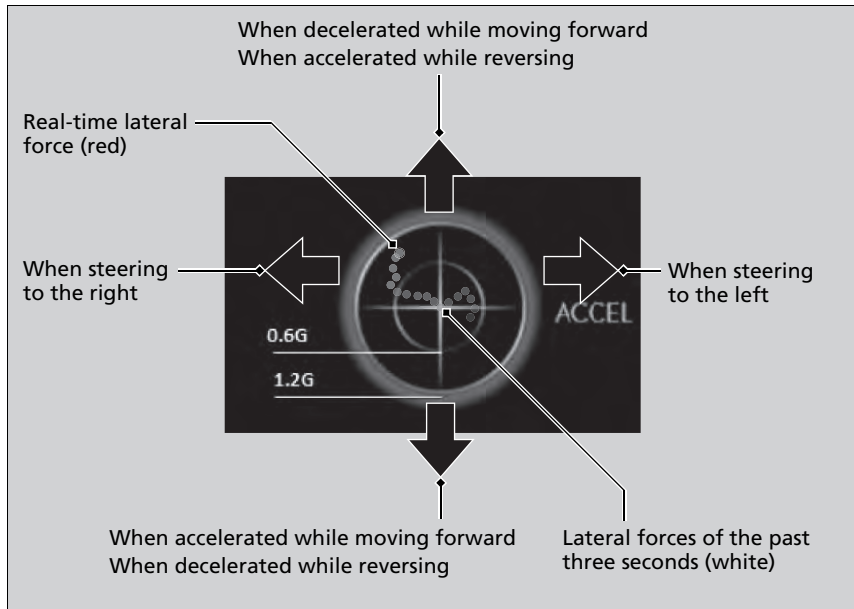 When decelerated while moving forward
When accelerated while reversing
Real-time lateral
force (red)
When steering
to the right
When steering
to the left
ACCEL
0.6G
1.2G
When accelerated while moving forward
When decelerated while reversing
Lateral forces of the past
three seconds (white)